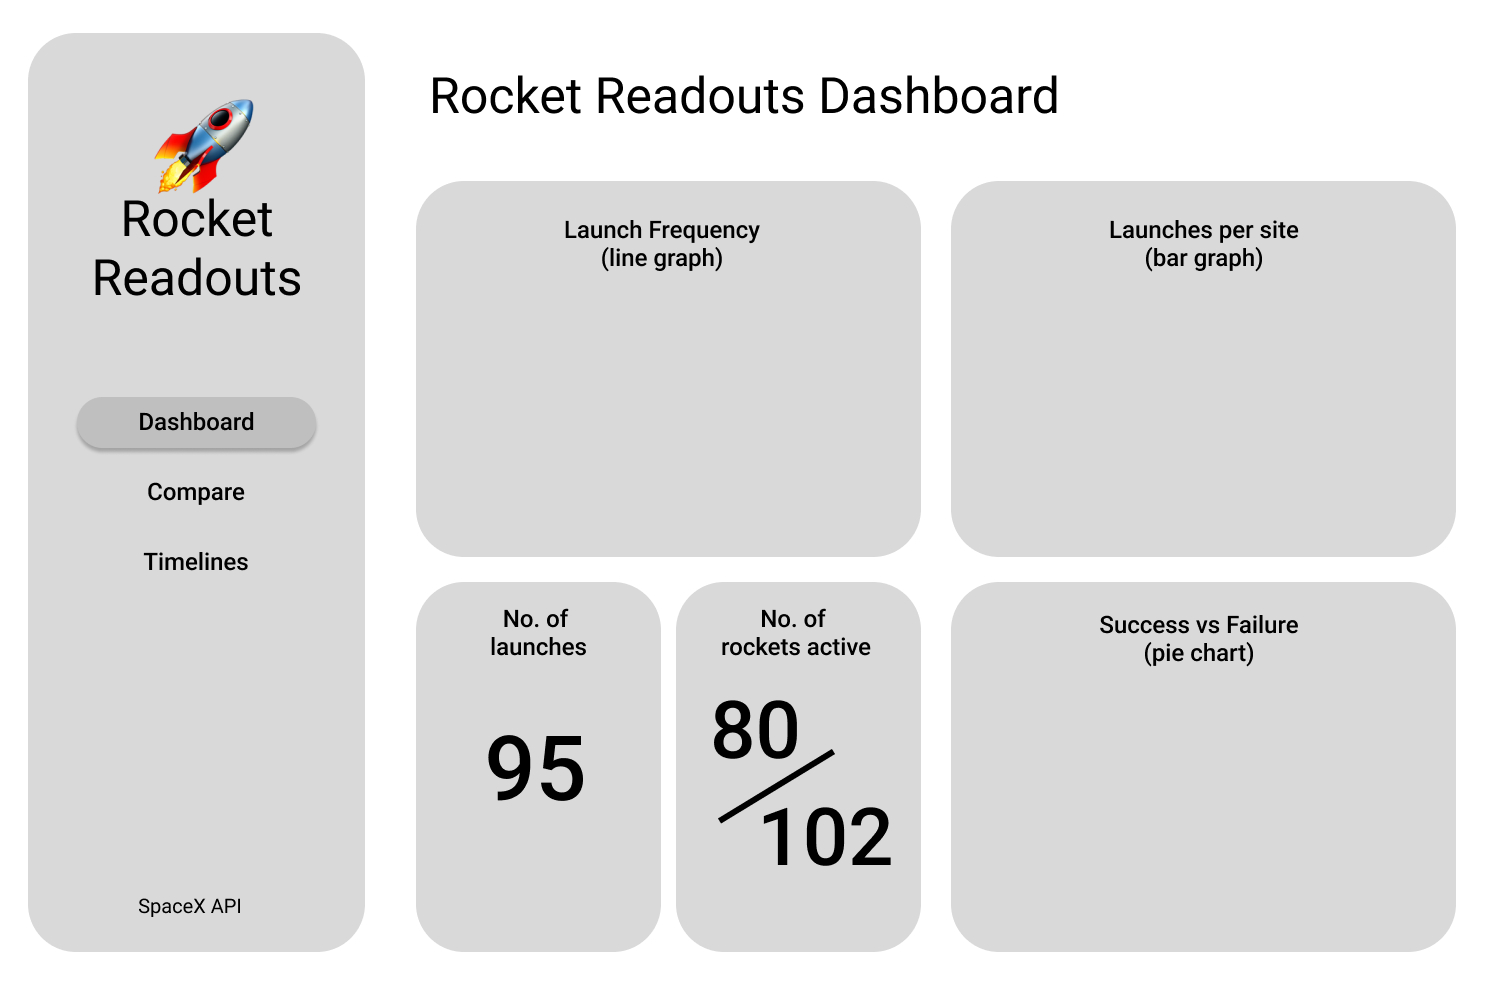 Rocket
Readouts
Dashboard
Compare
Timelines
SpaceX API
Rocket Readouts Dashboard
Launch Frequency
(line graph)
Launches per site
(bar graph)
No. of
launches
95
No. of
rockets active
80
102
Success vs Failure
(pie chart)